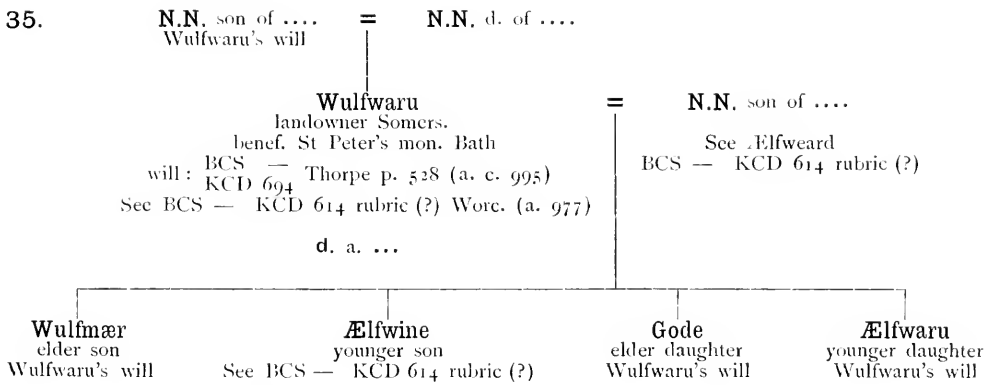 35.
N.N. son of .... = N.N. d. of ....
Wulfwaru's will
Wulfwaru = N.N. son of ....
landowner Somers.
benef. St Peter's mon. Bath
See Ælfweard
will: BCS — KCD 694 Thorpe p. 528 (a. c. 995)
BCS — KCD 614 rubric (?)
See BCS — KCD 614 rubric (?) Worc. (a. 977)
d. a. ...
Wulfmær Ælfwine Gode Ælfwaru
elder son younger son elder daughter younger daughter
Wulfwaru's will See BCS — KCD 614 rubric (?) Wulfwaru's will Wulfwaru's will